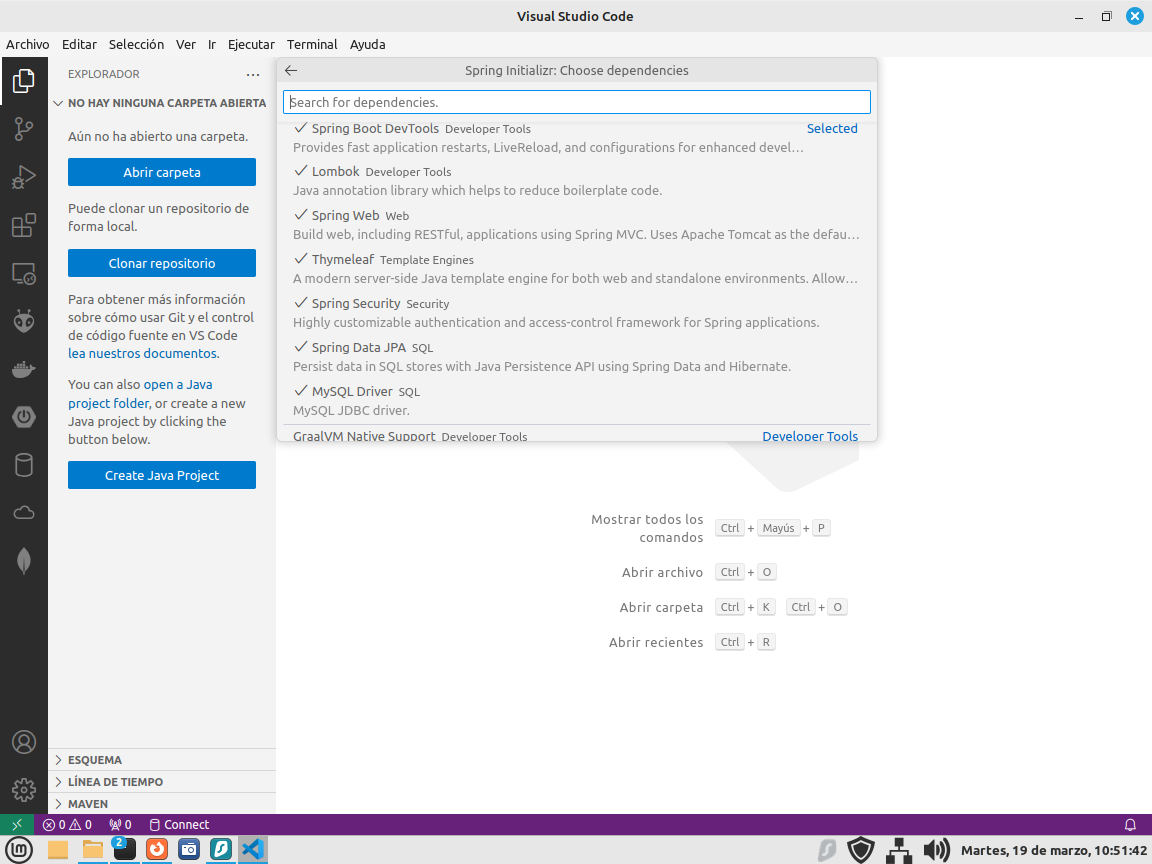 Visual Studio Code
Archivo Editar Selección Ver Ir Ejecutar Terminal Ayuda
EXPLORADOR
NO HAY NINGUNA CARPETA ABIERTA
Aún no ha abierto una carpeta.
Abrir carpeta
Puede clonar un repositorio de
forma local.
Clonar repositorio
Para obtener más información
sobre cómo usar Git y el control
de código fuente en VS Code
lea nuestros documentos.
You can also open a Java
project folder, or create a new
Java project by clicking the
button below.
Create Java Project
ESQUEMA
LÍNEA DE TIEMPO
MAVEN
Spring Initializr: Choose dependencies
Search for dependencies.
Spring Boot DevTools Developer Tools Selected
Provides fast application restarts, LiveReload, and configurations for enhanced devel…
Lombok Developer Tools
Java annotation library which helps to reduce boilerplate code.
Spring Web Web
Build web, including RESTful, applications using Spring MVC. Uses Apache Tomcat as the defau…
Thymeleaf Template Engines
A modern server-side Java template engine for both web and standalone environments. Allow…
Spring Security Security
Highly customizable authentication and access-control framework for Spring applications.
Spring Data JPA SQL
Persist data in SQL stores with Java Persistence API using Spring Data and Hibernate.
MySQL Driver SQL
MySQL JDBC driver.
GraalVM Native Support Developer Tools Developer Tools
Mostrar todos los
comandos Ctrl + Mayús + P
Abrir archivo Ctrl + O
Abrir carpeta Ctrl + K Ctrl + O
Abrir recientes Ctrl + R
0 0 0 Connect
2
Martes, 19 de marzo, 10:51:42